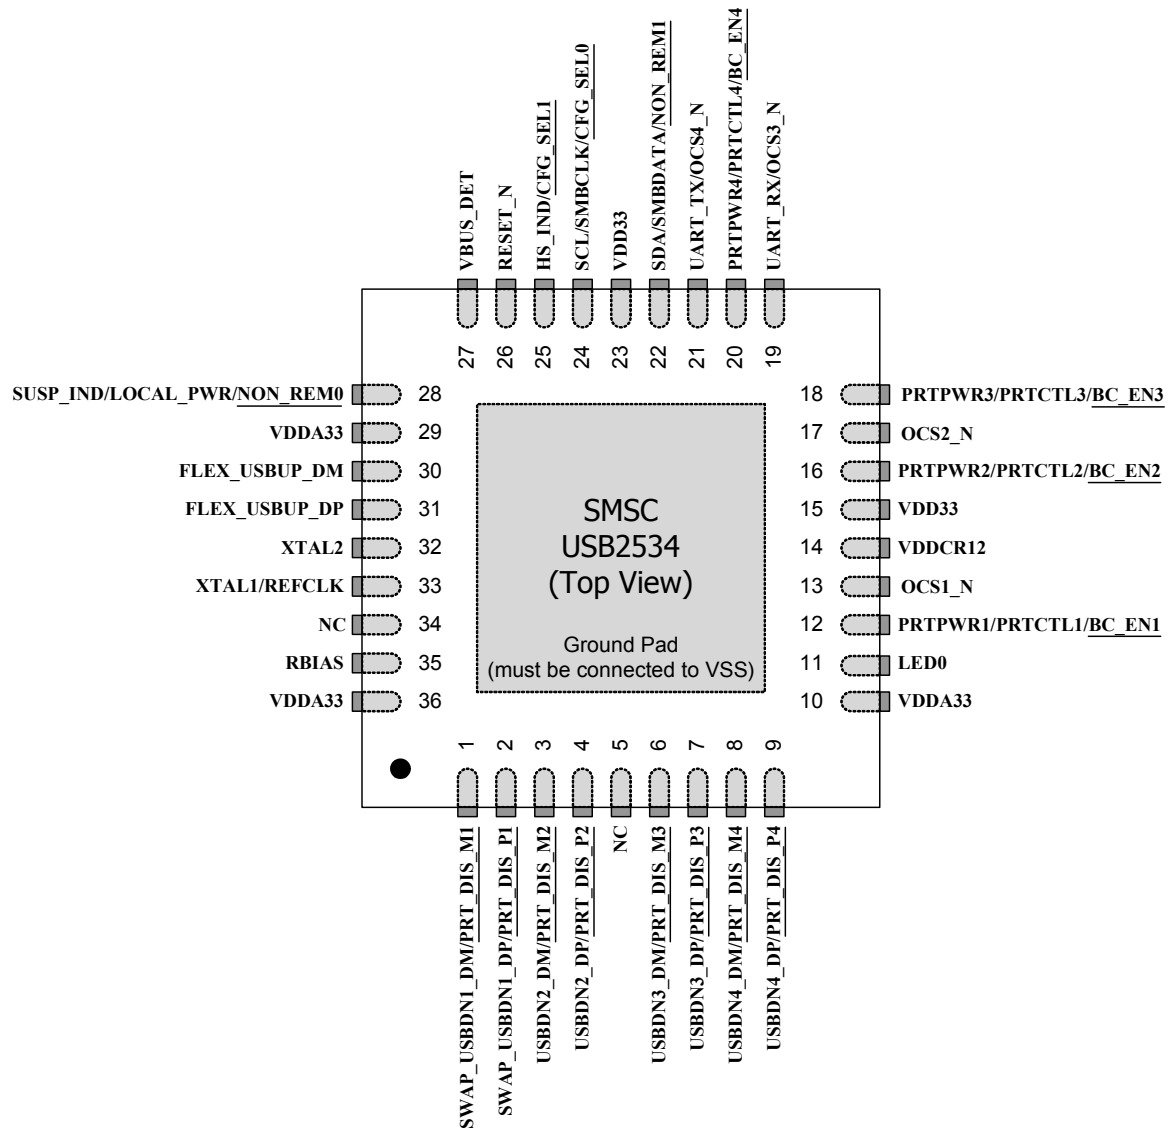 VBUS_DET
RESET_N
HS_IND/CFG_SEL1
SCL/SMBCLK/CFG_SEL0
VDD33
SDA/SMBDATA/NON_REM1
UART_TX/OCS4_N
PRTPWR4/PRTCTL4/BC_EN4
UART_RX/OCS3_N
27
26
25
24
23
22
21
20
19
SUSP_IND/LOCAL_PWR/NON_REM0
28
VDDA33
29
FLEX_USBUP_DM
30
FLEX_USBUP_DP
31
XTAL2
32
XTAL1/REFCLK
33
NC
34
RBIAS
35
VDDA33
36
SMSC
USB2534
(Top View)
Ground Pad
(must be connected to VSS)
18
PRTPWR3/PRTCTL3/BC_EN3
17
OCS2_N
16
PRTPWR2/PRTCTL2/BC_EN2
15
VDD33
14
VDDCR12
13
OCS1_N
12
PRTPWR1/PRTCTL1/BC_EN1
11
LED0
10
VDDA33
1
2
3
4
5
6
7
8
9
SWAP_USBDN1_DM/PRT_DIS_M1
SWAP_USBDN1_DP/PRT_DIS_P1
USBDN2_DM/PRT_DIS_M2
USBDN2_DP/PRT_DIS_P2
NC
USBDN3_DM/PRT_DIS_M3
USBDN3_DP/PRT_DIS_P3
USBDN4_DM/PRT_DIS_M4
USBDN4_DP/PRT_DIS_P4